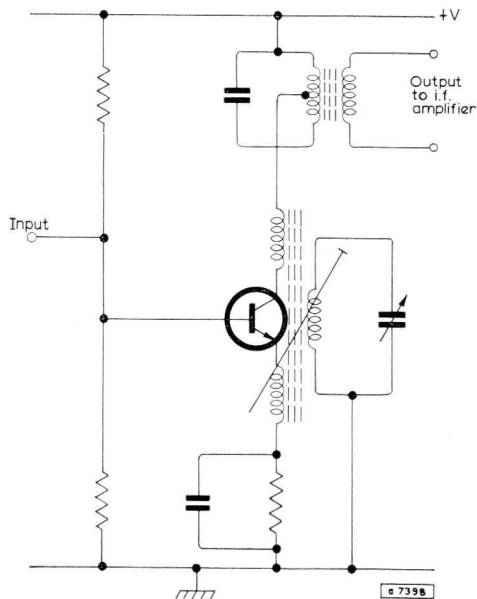 +V
Output
to i.f.
amplifier
Input
a 7398